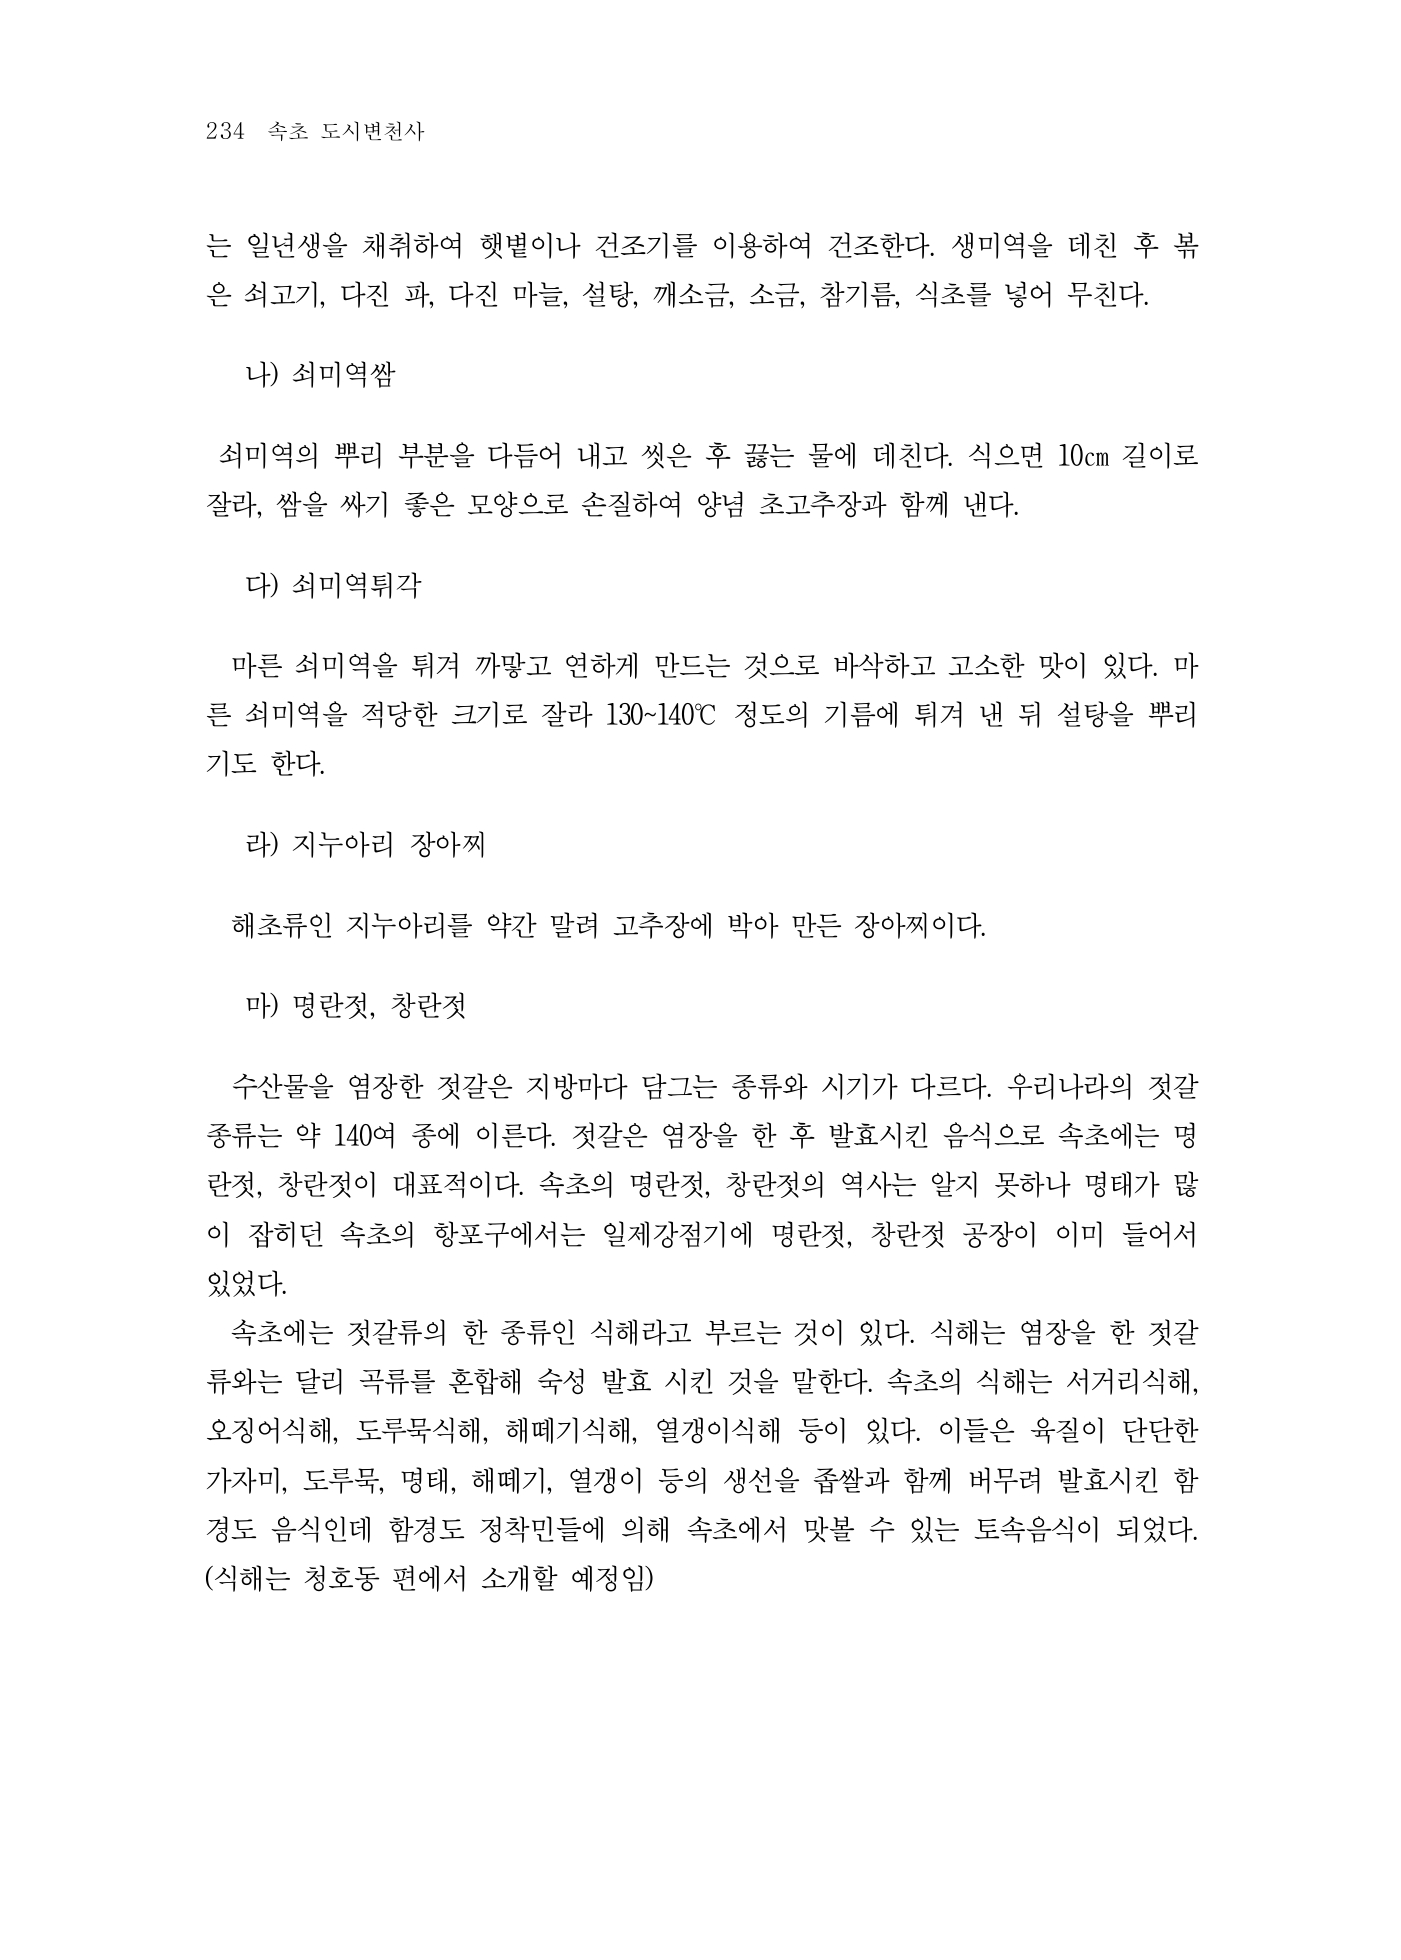 234 속초 도시변천사
는 일년생을 채취하여 햇볕이나 건조기를 이용하여 건조한다. 생미역을 데친 후 볶
은 쇠고기, 다진 파, 다진 마늘, 설탕, 깨소금, 소금, 참기름, 식초를 넣어 무친다.
나) 쇠미역쌈
쇠미역의 뿌리 부분을 다듬어 내고 씻은 후 끓는 물에 데친다. 식으면 10㎝ 길이로
잘라, 쌈을 싸기 좋은 모양으로 손질하여 양념 초고추장과 함께 낸다.
다) 쇠미역튀각
마른 쇠미역을 튀겨 까맣고 연하게 만드는 것으로 바삭하고 고소한 맛이 있다. 마
른 쇠미역을 적당한 크기로 잘라 130~140℃ 정도의 기름에 튀겨 낸 뒤 설탕을 뿌리
기도 한다.
라) 지누아리 장아찌
해초류인 지누아리를 약간 말려 고추장에 박아 만든 장아찌이다.
마) 명란젓, 창란젓
수산물을 염장한 젓갈은 지방마다 담그는 종류와 시기가 다르다. 우리나라의 젓갈
종류는 약 140여 종에 이른다. 젓갈은 염장을 한 후 발효시킨 음식으로 속초에는 명
란젓, 창란젓이 대표적이다. 속초의 명란젓, 창란젓의 역사는 알지 못하나 명태가 많
이 잡히던 속초의 항포구에서는 일제강점기에 명란젓, 창란젓 공장이 이미 들어서
있었다.
속초에는 젓갈류의 한 종류인 식해라고 부르는 것이 있다. 식해는 염장을 한 젓갈
류와는 달리 곡류를 혼합해 숙성 발효 시킨 것을 말한다. 속초의 식해는 서거리식해,
오징어식해, 도루묵식해, 해떼기식해, 열갱이식해 등이 있다. 이들은 육질이 단단한
가자미, 도루묵, 명태, 해떼기, 열갱이 등의 생선을 좁쌀과 함께 버무려 발효시킨 함
경도 음식인데 함경도 정착민들에 의해 속초에서 맛볼 수 있는 토속음식이 되었다.
(식해는 청호동 편에서 소개할 예정임)